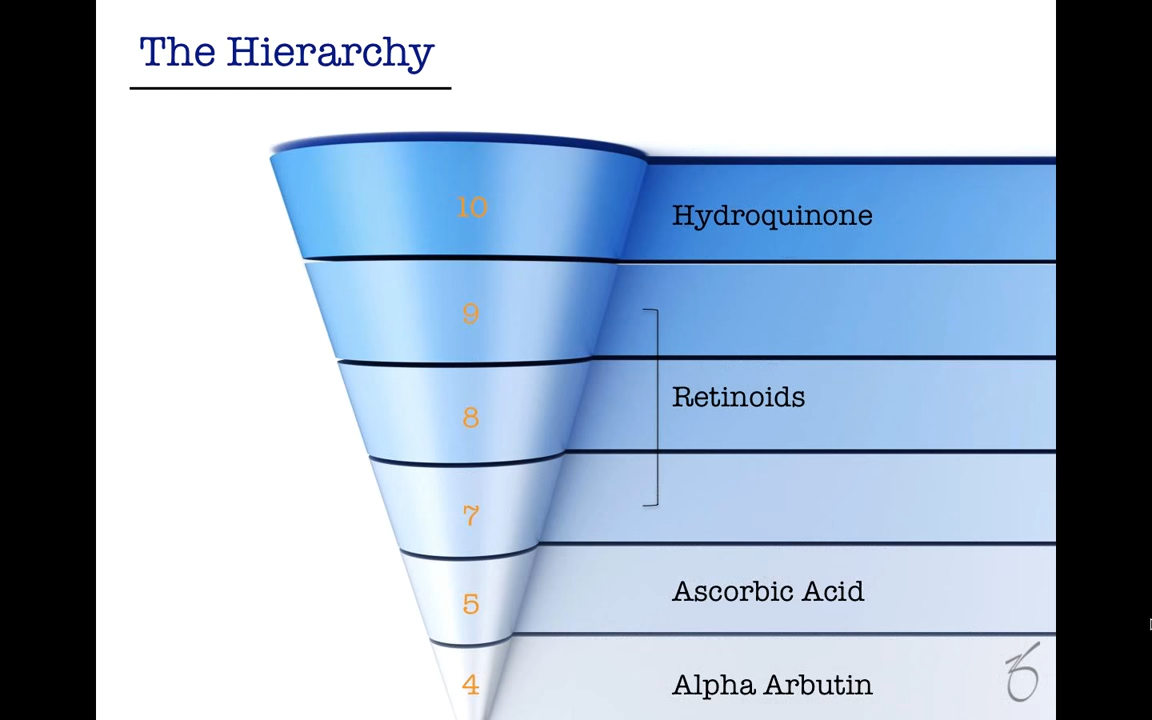 The Hierarchy
10
Hydroquinone
9
8
Retinoids
7
5
Ascorbic Acid
4
Alpha Arbutin